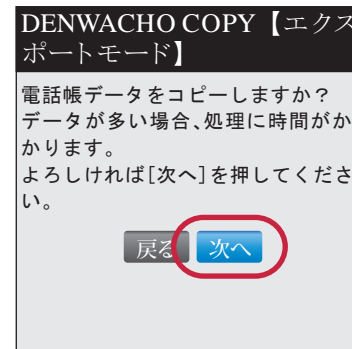 DENWACHO COPY【エクス
ポートモード】
電話帳データをコピーしますか？
データが多い場合、処理に時間がか
かります。
よろしければ[次へ]を押してくださ
い。
戻る 次へ